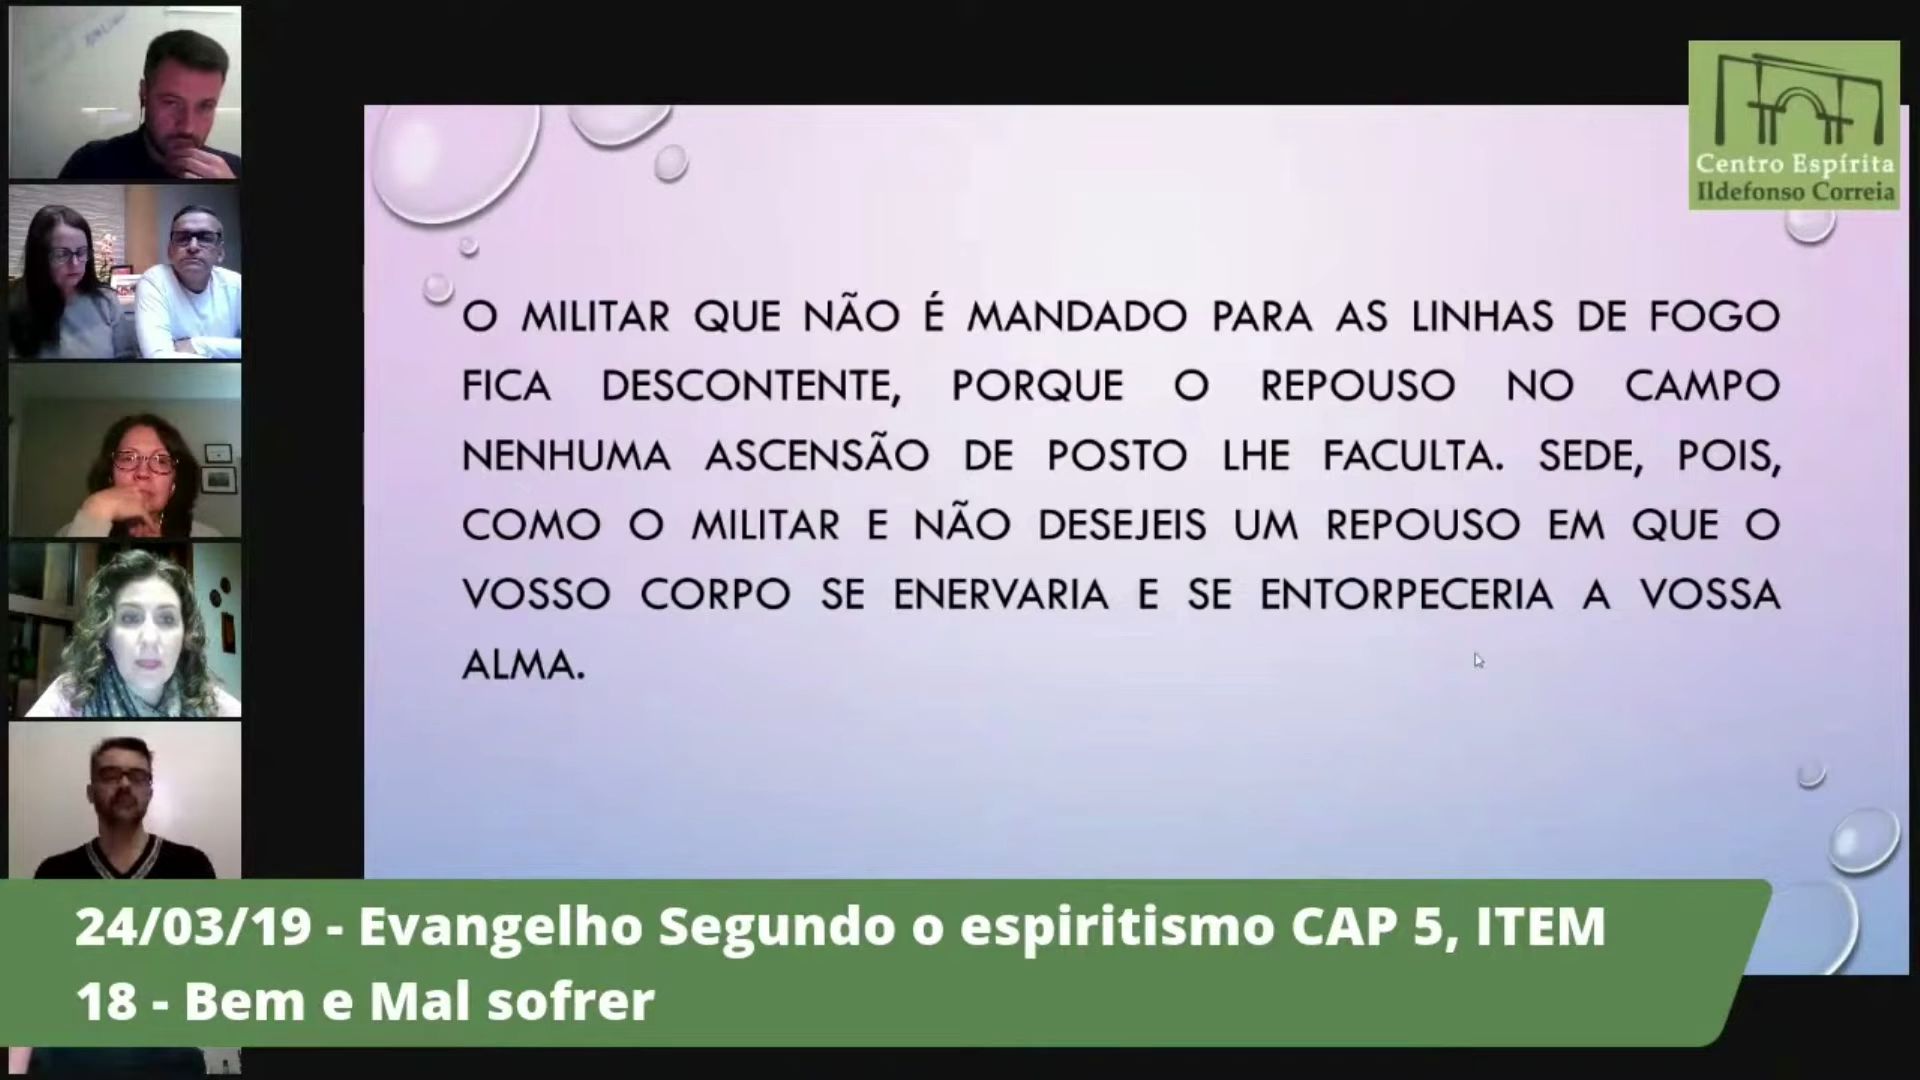 Centro Espírita
Ildefonso Correia
O MILITAR QUE NÃO É MANDADO PARA AS LINHAS DE FOGO
FICA DESCONTENTE, PORQUE O REPOUSO NO CAMPO
NENHUMA ASCENSÃO DE POSTO LHE FACULTA. SEDE, POIS,
COMO O MILITAR E NÃO DESEJEIS UM REPOUSO EM QUE O
VOSSO CORPO SE ENERVARIA E SE ENTORPECERIA A VOSSA
ALMA.
24/03/19 - Evangelho Segundo o espiritismo CAP 5, ITEM
18 - Bem e Mal sofrer